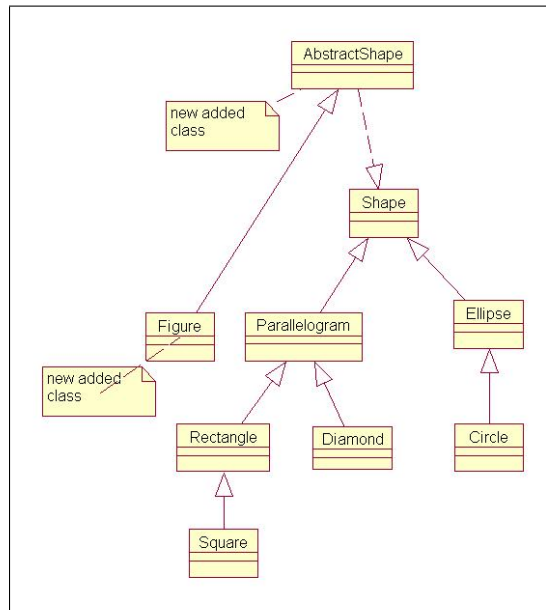 AbstractShape
new added
class
Shape
Figure
Parallelogram
Ellipse
new added
class
Rectangle
Diamond
Circle
Square